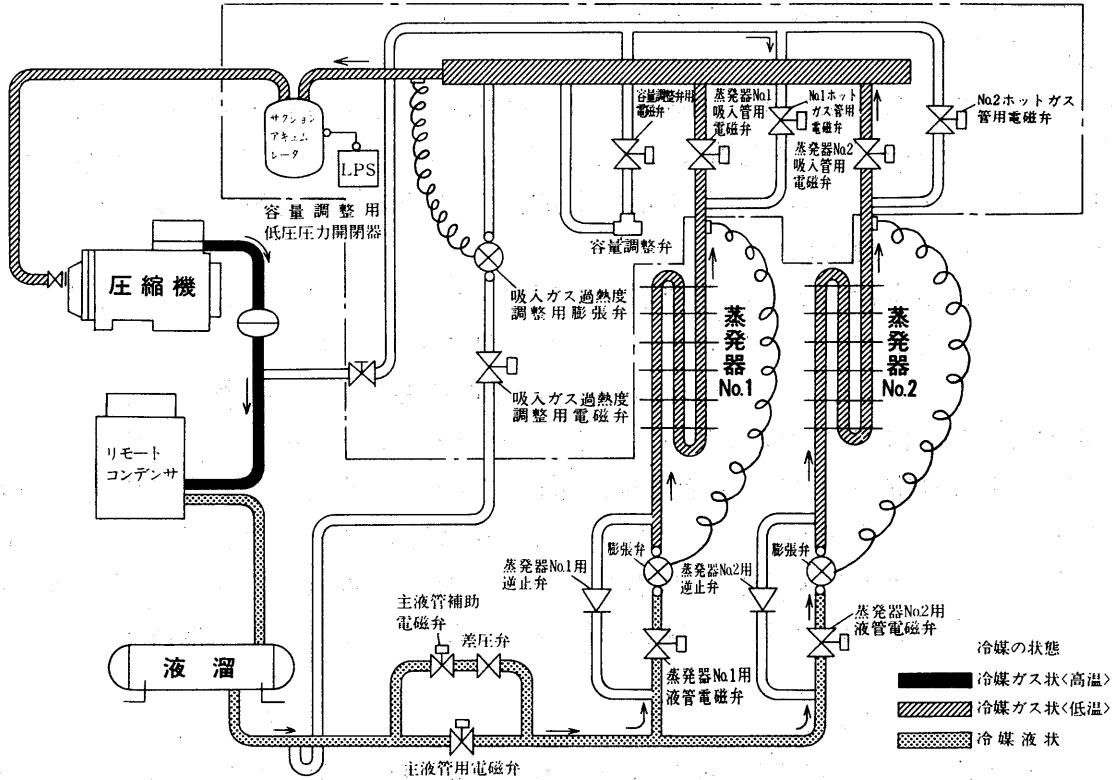 サクション
アキュム
レータ
LPS
容量調整用
低圧圧力開閉器
容量調整弁用
電磁弁
蒸発器No.1
吸入管用
電磁弁
No.1ホット
ガス管用
電磁弁
蒸発器No.2
吸入管用
電磁弁
No.2ホットガス
管用電磁弁
容量調整弁
圧縮機
吸入ガス過熱度
調整用膨張弁
吸入ガス過熱度
調整用電磁弁
蒸発器
No.1
蒸発器
No.2
リモート
コンデンサ
膨張弁
蒸発器No.1用
逆止弁
膨張弁
蒸発器No.2用
逆止弁
主液管補助
電磁弁
差圧弁
蒸発器No.1用
液管電磁弁
蒸発器No.2用
液管電磁弁
液溜
主液管用電磁弁
冷媒の状態
冷媒ガス状<高温>
冷媒ガス状<低温>
冷媒液状